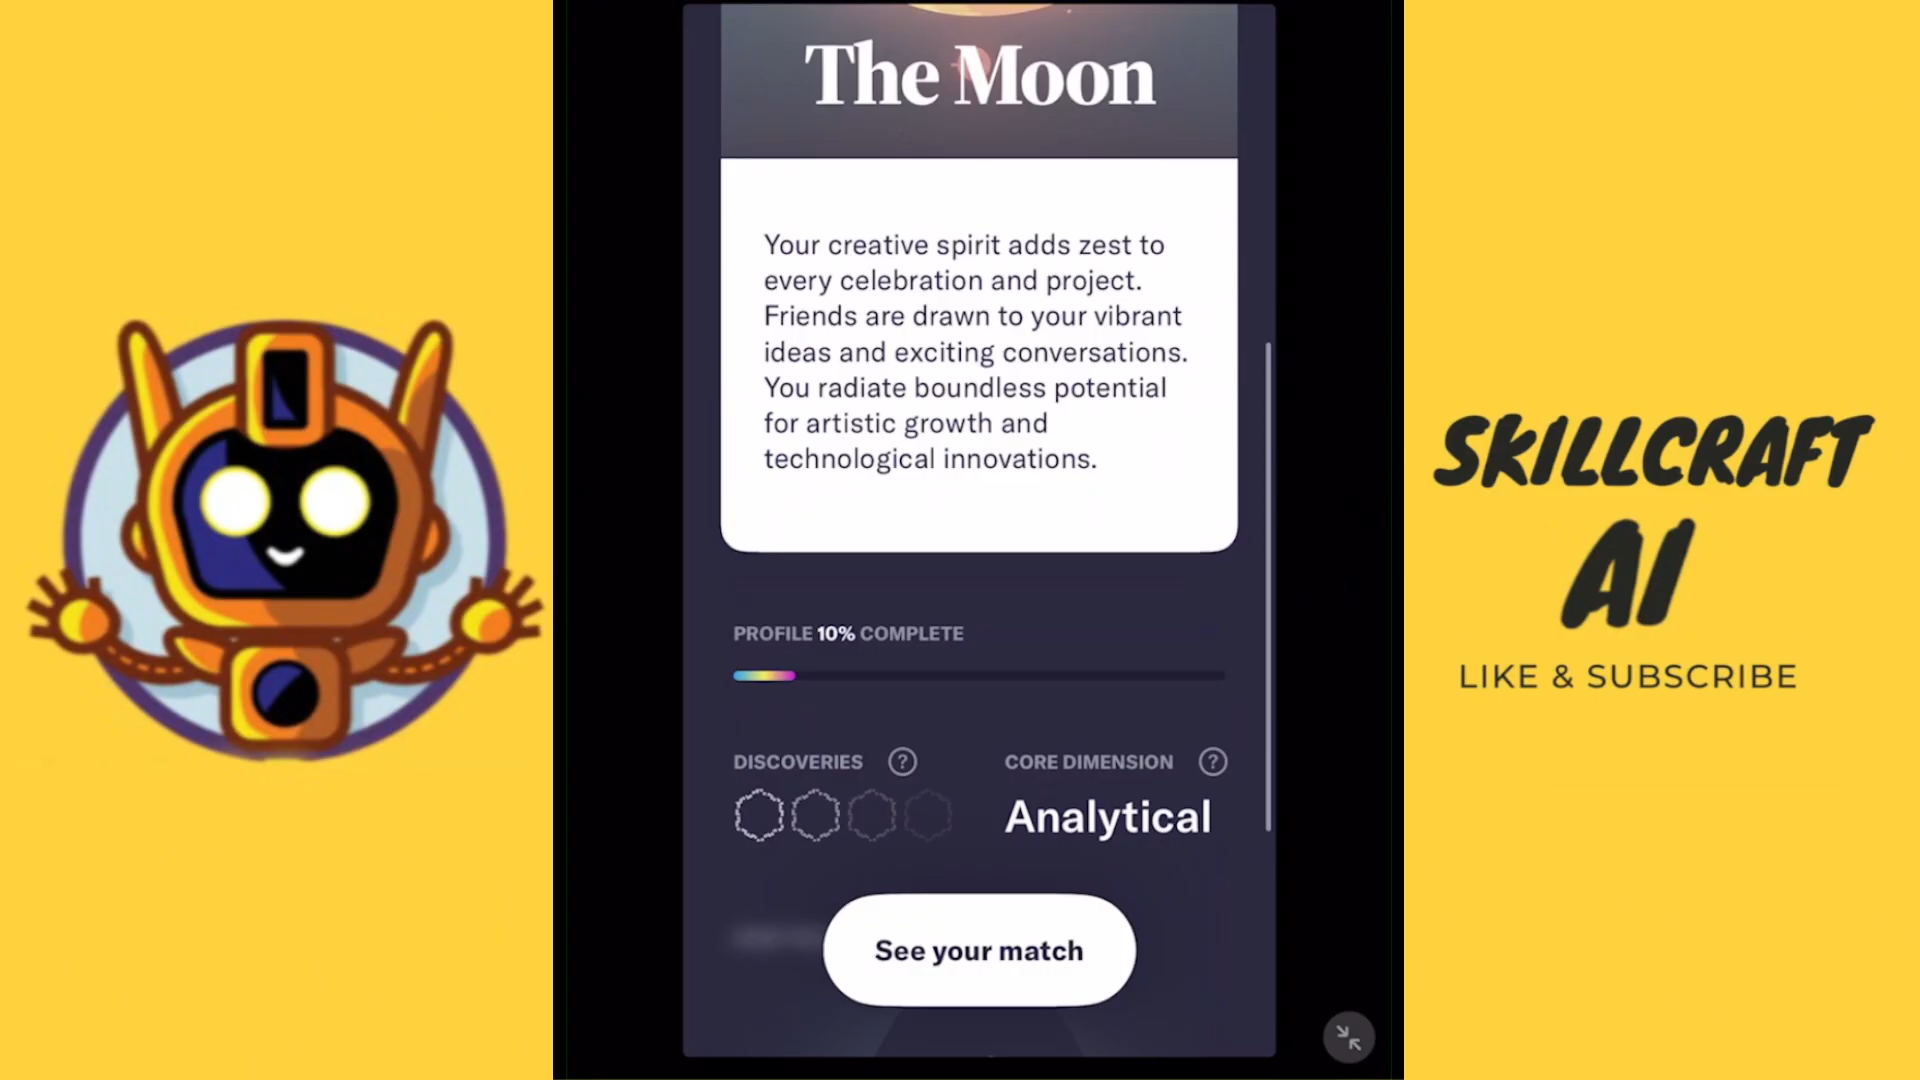 The Moon
Your creative spirit adds zest to
every celebration and project.
Friends are drawn to your vibrant
ideas and exciting conversations.
You radiate boundless potential
for artistic growth and
technological innovations.
PROFILE 10% COMPLETE
DISCOVERIES ?
CORE DIMENSION ?
Analytical
See your match
SKILLCRAFT
AI
LIKE & SUBSCRIBE